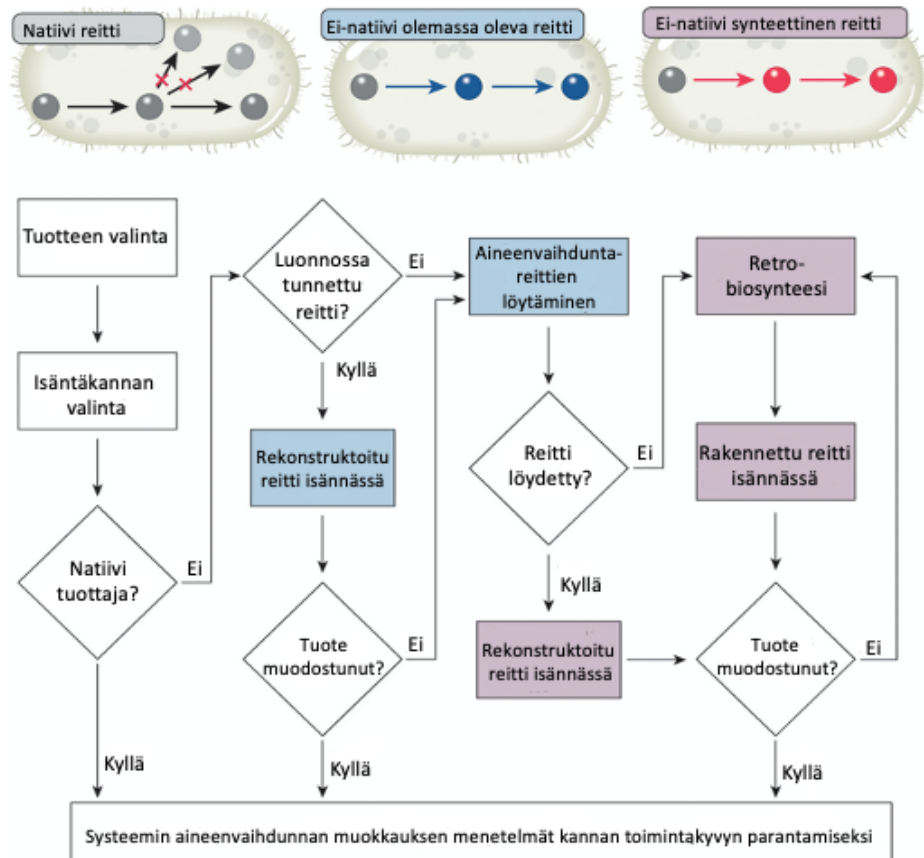 Natiivi reitti
Ei-natiivi olemassa oleva reitti
Ei-natiivi synteettinen reitti
Tuotteen valinta
Isäntäkannan
valinta
Natiivi
tuottaja?
Ei
Kyllä
Luonnossa
tunnettu
reitti?
Ei
Kyllä
Rekonstruktoitu
reitti isännässä
Tuote
muodostunut?
Ei
Kyllä
Aineenvaihdunta-
reittien
löytäminen
Reitti
löydetty?
Ei
Kyllä
Rekonstruktoitu
reitti isännässä
Retro-
biosynteesi
Rakennettu reitti
isännässä
Tuote
muodostunut?
Ei
Kyllä
Systeemin aineenvaihdunnan muokkauksen menetelmät kannan toimintakyvyn parantamiseksi